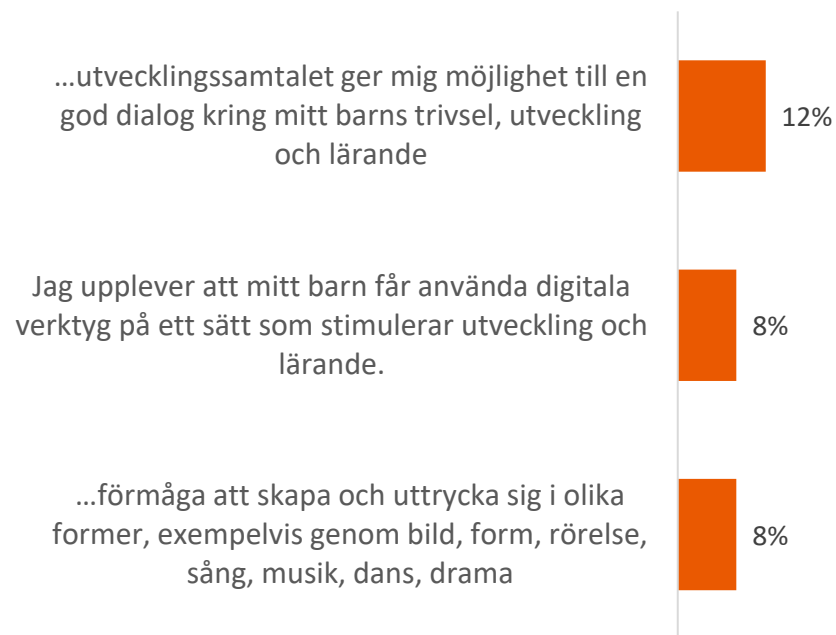 ...utvecklingssamtalet ger mig möjlighet till en
god dialog kring mitt barns trivsel, utveckling
och lärande
12%
Jag upplever att mitt barn får använda digitala
verktyg på ett sätt som stimulerar utveckling och
lärande.
8%
...förmåga att skapa och uttrycka sig i olika
former, exempelvis genom bild, form, rörelse,
sång, musik, dans, drama
8%